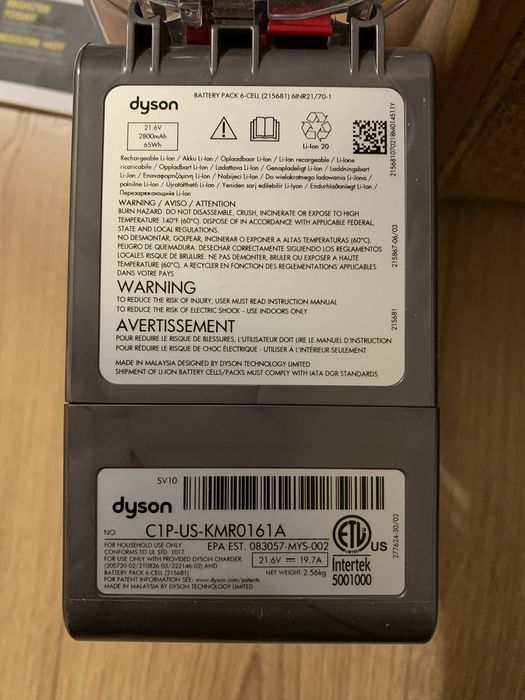 dyson
BATTERY PACK 6-CELL (215681) 6INR21/70-1
21.6V
2800mAh
65Wh
Li-Ion 20
Rechargeable Li-Ion / Akku Li-Ion / Oplaadbaar Li-Ion / Li-Ion recargeable / Li-Ione
ricaricabile / Oppladbart Li-Ion / Ladattava Li-Ion / Genopladeligt Li-Ion / Laddningsbart
Li-Jon / Επαναφορτιζόμενη Li-Ion / Nabijeci Li-Ion / Do wielokrotnego ładowania Li-Jona /
polnilne Li-Ion / Újratölthető Li-Ion / Yeniden sarj edilebilir Li-Iyon / Endurhlaðanlegt Li-Ion /
Перезаряжающийся Li-Ion
WARNING / AVISO / ATTENTION
BURN HAZARD. DO NOT DISASSEMBLE, CRUSH, INCINERATE OR EXPOSE TO HIGH
TEMPERATURE 140°F (60°C). DISPOSE OF IN ACCORDANCE WITH APPLICABLE FEDERAL,
STATE AND LOCAL REGULATIONS.
NO DESMONTAR, GOLPEAR, INCINERAR O EXPONER A ALTAS TEMPERATURAS (60°C).
PELIGRO DE QUEMADURA. DESECHAR CORRECTAMENTE SIGUIENDO LOS REGLAMENTOS
LOCALES RISQUE DE BRULURE. NE PAS DEMONTER, BRULER OU EXPOSER A HAUTE
TEMPERATURE (60°C). A RECYCLER EN FONCTION DES REGLEMENTATIONS APPLICABLES
DANS VOTRE PAYS
WARNING
TO REDUCE THE RISK OF INJURY, USER MUST READ INSTRUCTION MANUAL
TO REDUCE THE RISK OF ELECTRIC SHOCK - USE INDOORS ONLY
AVERTISSEMENT
POUR REDUIRE LE RISQUE DE BLESSURES, L'UTILISATEUR DOIT LIRE LE MANUEL D'INSTRUCTION
POUR RÉDUIRE LE RISQUE DE CHOC ÉLECTRIQUE - UTILISER À L'INTÉRIEUR SEULEMENT
MADE IN MALAYSIA DESIGNED BY DYSON TECHNOLOGY LIMITED
SHIPMENT OF LI-ION BATTERY CELLS/PACKS MUST COMPLY WITH IATA DGR STANDARDS
215867-06/03
215681
SV10
dyson
NO. C1P-US-KMR0161A
FOR HOUSEHOLD USE ONLY
CONFORMS TO UL STD. 1017
FOR USE ONLY WITH PROVIDED DYSON CHARGER
(205720-02/210826-03/222146-02) AND
BATTERY PACK 6-CELL (215681)
FOR PATENT INFORMATION SEE: www.dyson.com/patents
MADE IN MALAYSIA BY DYSON TECHNOLOGY LIMITED
EPA EST. 083057-MYS-002
21.6V 19.7A
NET WEIGHT: 2.56kg
ETL
US
Intertek
5001000
277624-30/02